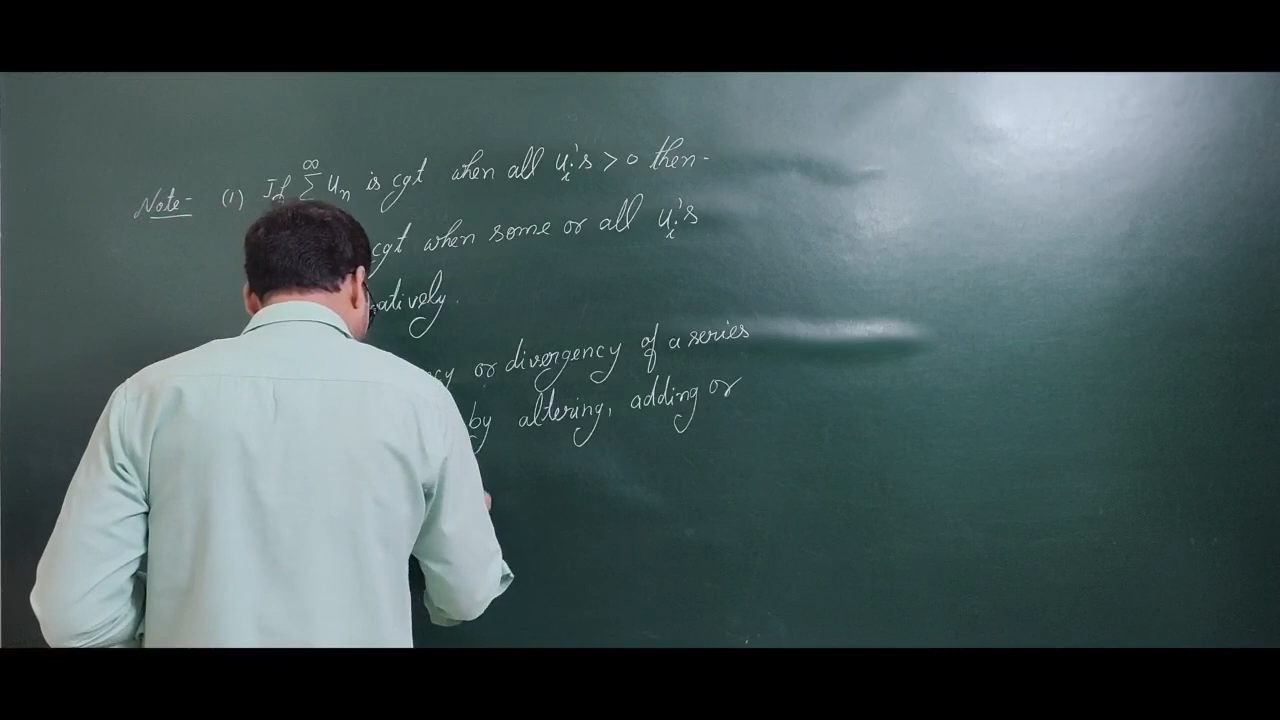 Note- (1) If ∞ Σ uₙ is cgt when all uᵢ's > 0 then-
cgt when some or all uᵢ's
atively.
cy or divergency of a series
by altering, adding or